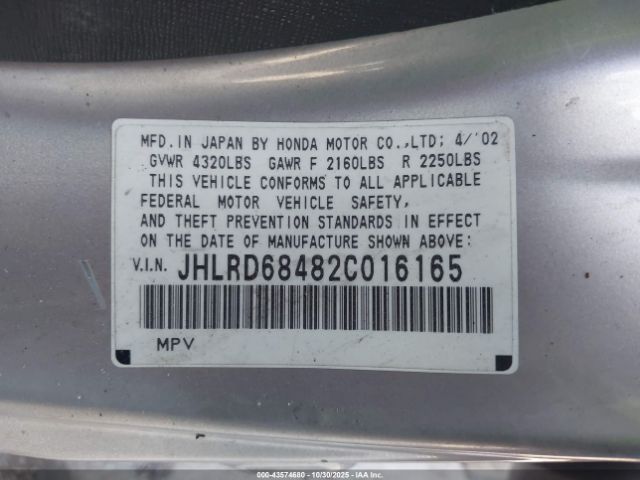 MFD.IN JAPAN BY HONDA MOTOR CO.,LTD; 4/'02
GVWR 4320LBS GAWR F 2160LBS R 2250LBS
THIS VEHICLE CONFORMS TO ALL APPLICABLE
FEDERAL MOTOR VEHICLE SAFETY,
AND THEFT PREVENTION STANDARDS IN EFFECT
ON THE DATE OF MANUFACTURE SHOWN ABOVE:
V.I.N. JHLRD68482C016165
MPV
000-43574680 | 10/30/2025 | IAAI.COM